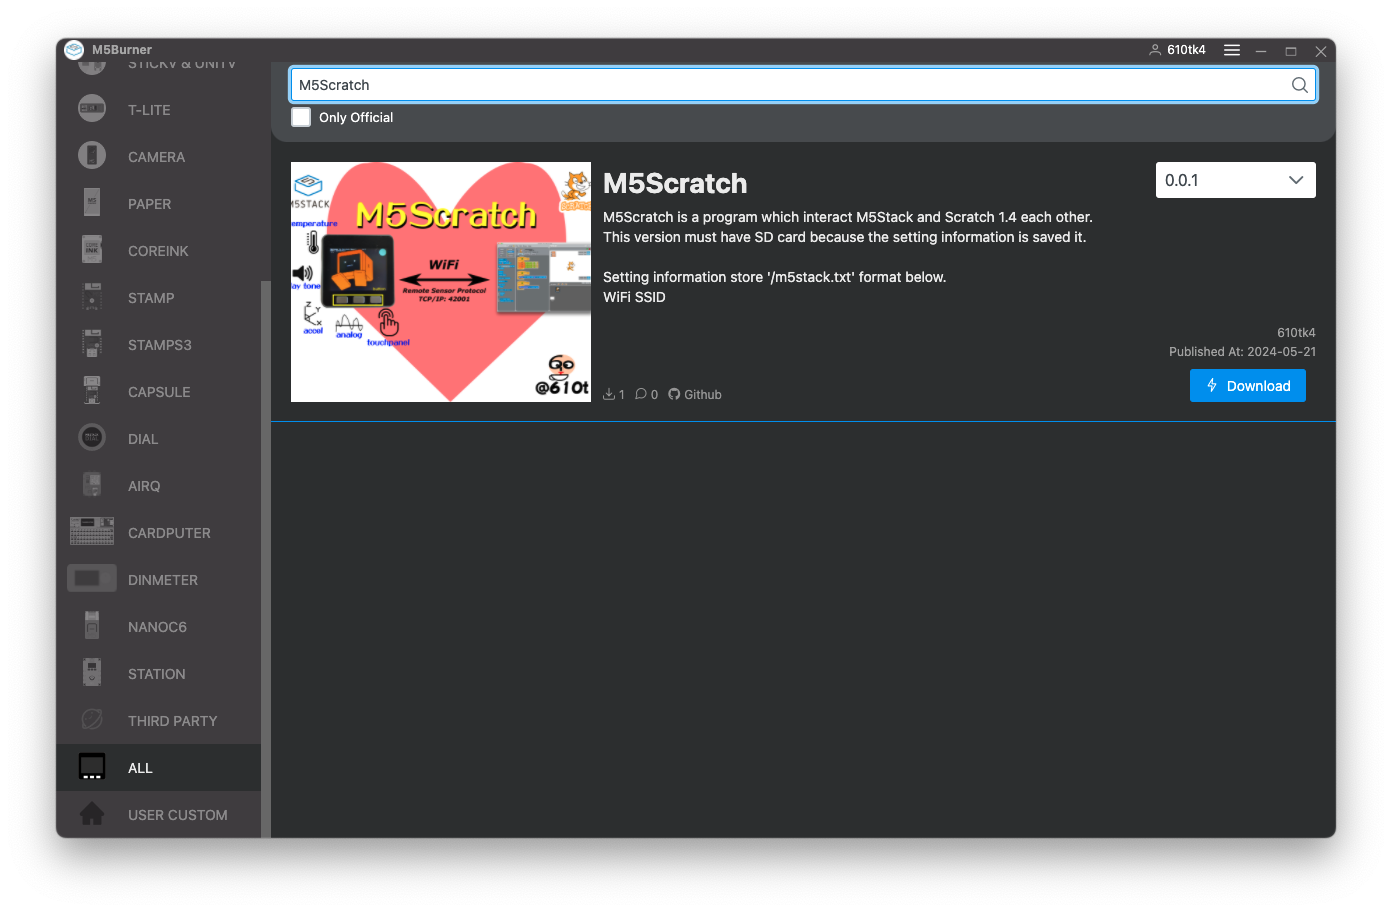 M5Burner
610tk4
STICKV & UNITV
M5Scratch
Only Official
T-LITE
CAMERA
PAPER
COREINK
STAMP
STAMPS3
CAPSULE
DIAL
AIRQ
CARDPUTER
DINMETER
NANOC6
STATION
THIRD PARTY
ALL
USER CUSTOM
M5STACK
M5Scratch
emperature
WiFi
Remote Sensor Protocol
TCP/IP: 42001
ay tone
Z
Y
X
accel
analog
touchpanel
@610t
M5Scratch
0.0.1
M5Scratch is a program which interact M5Stack and Scratch 1.4 each other.
This version must have SD card because the setting information is saved it.
Setting information store '/m5stack.txt' format below.
WiFi SSID
610tk4
Published At: 2024-05-21
1
0
Github
Download